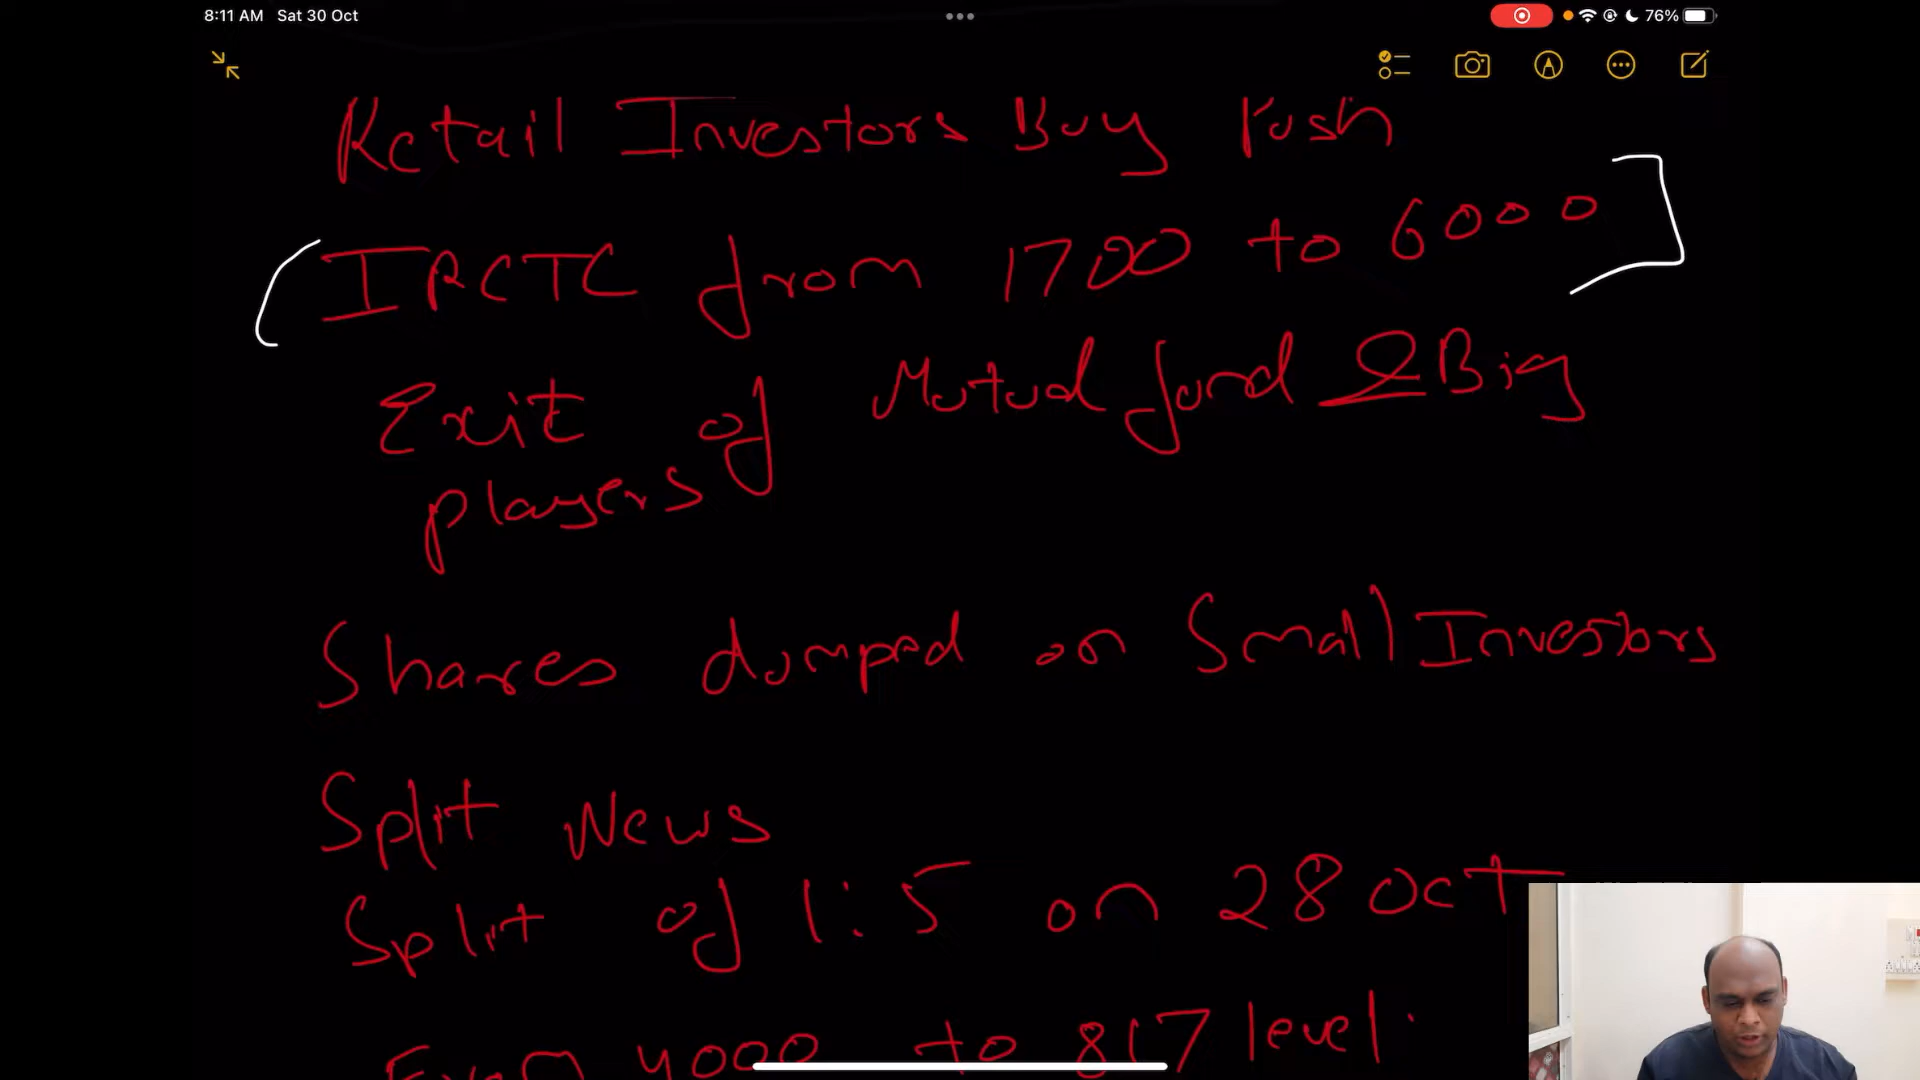 8:11 AM Sat 30 Oct
76%
Retail Investors Buy Push
IRCTC from 1700 to 6000
Exit of Mutual fund & Big
players
Shares dumped on Small Investors
Split News
Split of 1:5 on 28 Oct
From 4000 to 817 level.